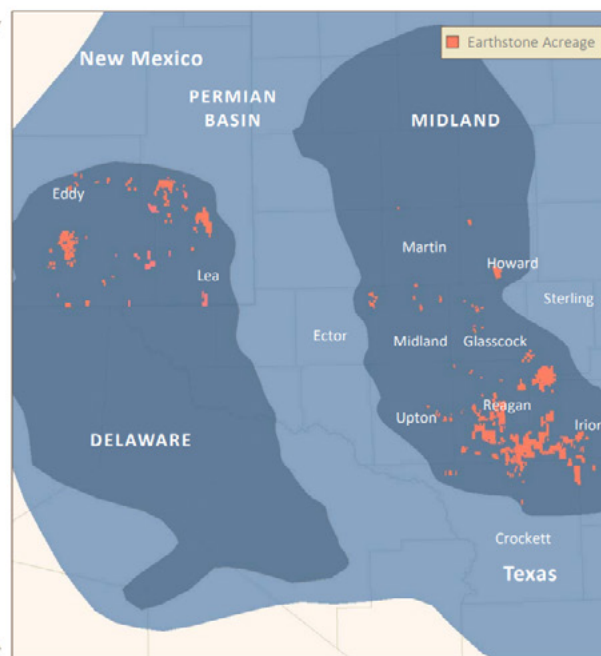 Earthstone Acreage
New Mexico
PERMIAN
BASIN
MIDLAND
Eddy
Martin
Howard
Lea
Sterling
Ector
Midland
Glasscock
Reagan
Upton
Irion
DELAWARE
Crockett
Texas